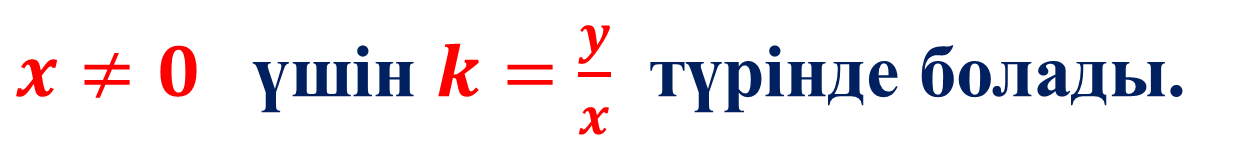 x ≠ 0 үшін k = y/x түрінде болады.